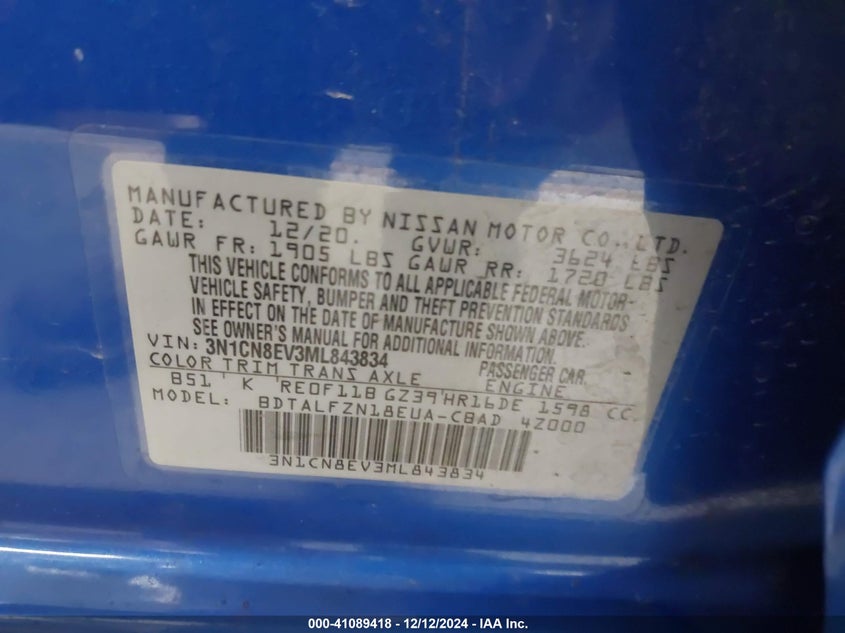 MANUFACTURED BY NISSAN MOTOR CO., LTD.
DATE: 12/20. GVWR: 3624 LBS
GAWR FR: 1905 LBS GAWR RR: 1720 LBS
THIS VEHICLE CONFORMS TO ALL APPLICABLE FEDERAL MOTOR-
VEHICLE SAFETY, BUMPER AND THEFT PREVENTION STANDARDS
IN EFFECT ON THE DATE OF MANUFACTURE SHOWN ABOVE.
SEE OWNER'S MANUAL FOR ADDITIONAL INFORMATION.
VIN: 3N1CN8EV3ML843834 PASSENGER CAR
COLOR TRIM TRANS AXLE ENGINE
B51 K RE0F11B GZ39 HR16DE 1598 CC
MODEL: BDTALFZN18EUA-CBAD 4Z000
3N1CN8EV3ML843834
000-41089418 - 12/12/2024 - IAA Inc.